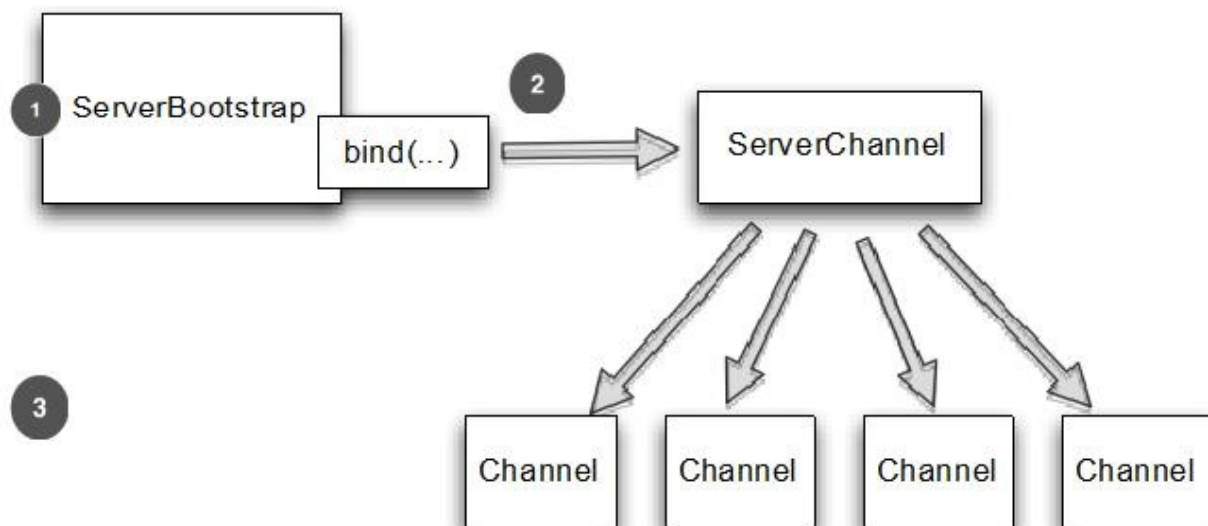 1
ServerBootstrap
bind(...)
2
ServerChannel
3
Channel
Channel
Channel
Channel